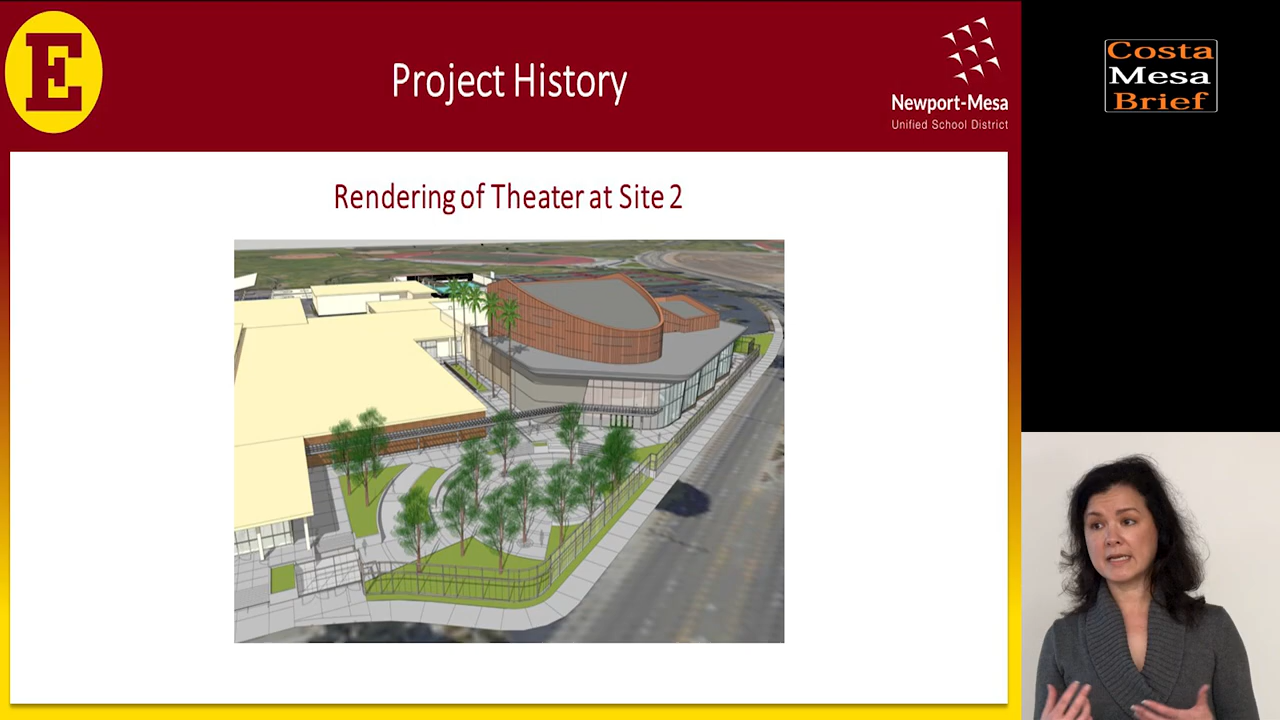 E
Project History
Newport-Mesa
Unified School District
Costa
Mesa
Brief
Rendering of Theater at Site 2